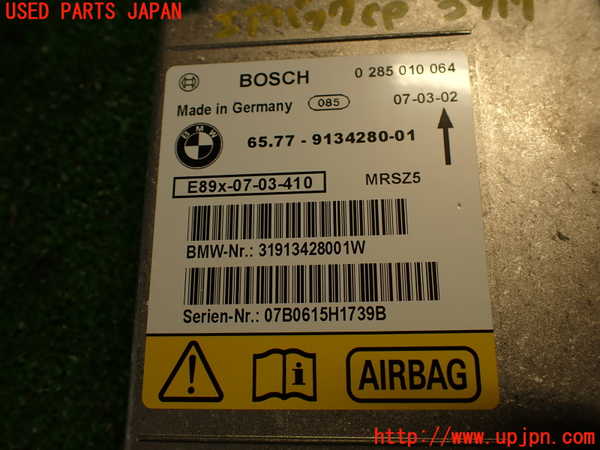 USED PARTS JAPAN
BOSCH 0 285 010 064
Made in Germany 085 07-03-02
BMW 65.77 - 9134280-01
E89x-07-03-410 MRSZ5
BMW-Nr.: 31913428001W
Serien-Nr.: 07B0615H1739B
AIRBAG
http://www.upjpn.com/